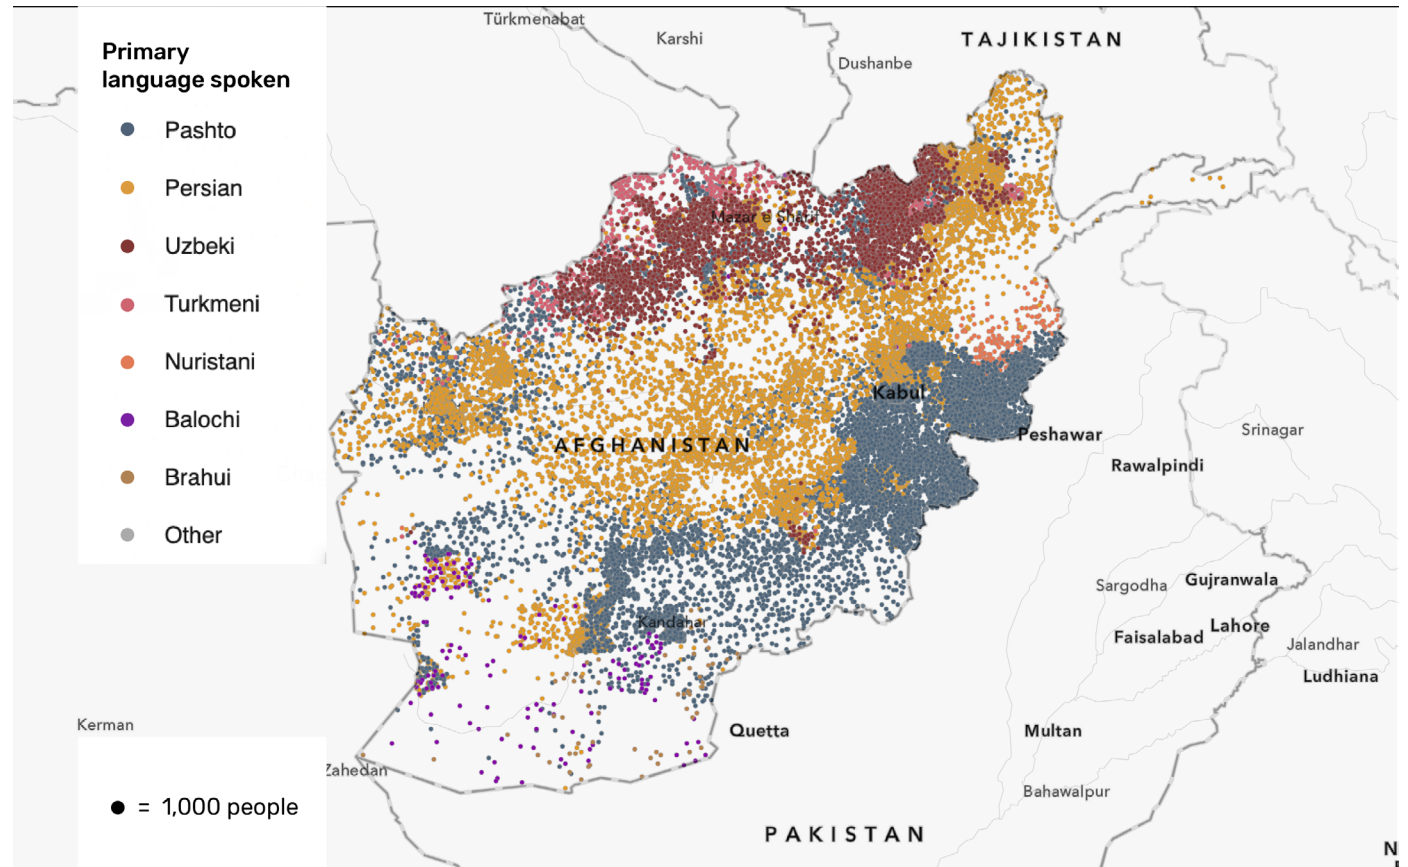 Primary
language spoken
Pashto
Persian
Uzbeki
Turkmeni
Nuristani
Balochi
Brahui
Other
= 1,000 people
Türkmenabat
Karshi
TAJIKISTAN
Dushanbe
Mazar e Sharif
Kabul
AFGHANISTAN
Peshawar
Srinagar
Rawalpindi
Sargodha
Gujranwala
Kandahar
Lahore
Faisalabad
Jalandhar
Ludhiana
Kerman
Quetta
Multan
Zahedan
Bahawalpur
PAKISTAN
N